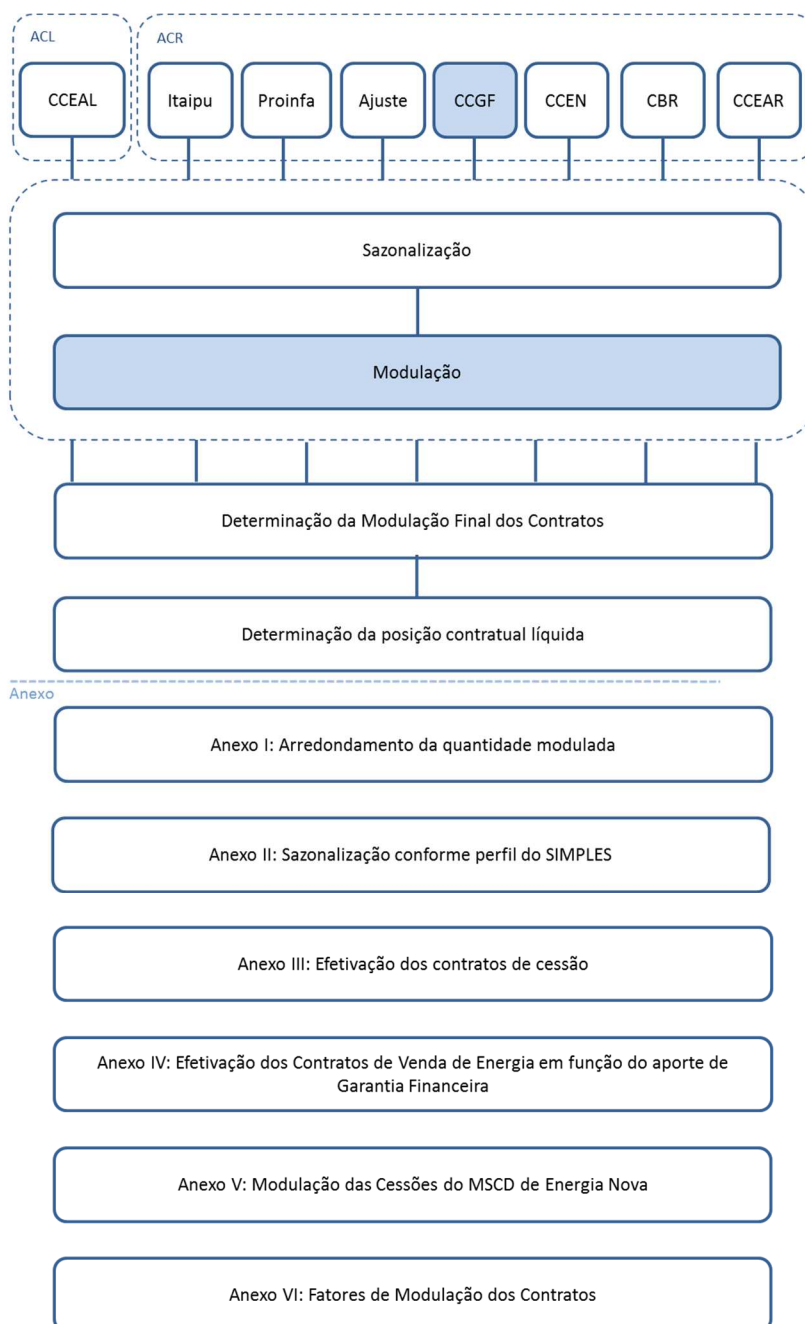 ACL
ACR
CCEAL
Itaipu
Proinfa
Ajuste
CCGF
CCEN
CBR
CCEAR
Sazonalização
Modulação
Determinação da Modulação Final dos Contratos
Determinação da posição contratual líquida
Anexo
Anexo I: Arredondamento da quantidade modulada
Anexo II: Sazonalização conforme perfil do SIMPLES
Anexo III: Efetivação dos contratos de cessão
Anexo IV: Efetivação dos Contratos de Venda de Energia em função do aporte de
Garantia Financeira
Anexo V: Modulação das Cessões do MSCD de Energia Nova
Anexo VI: Fatores de Modulação dos Contratos